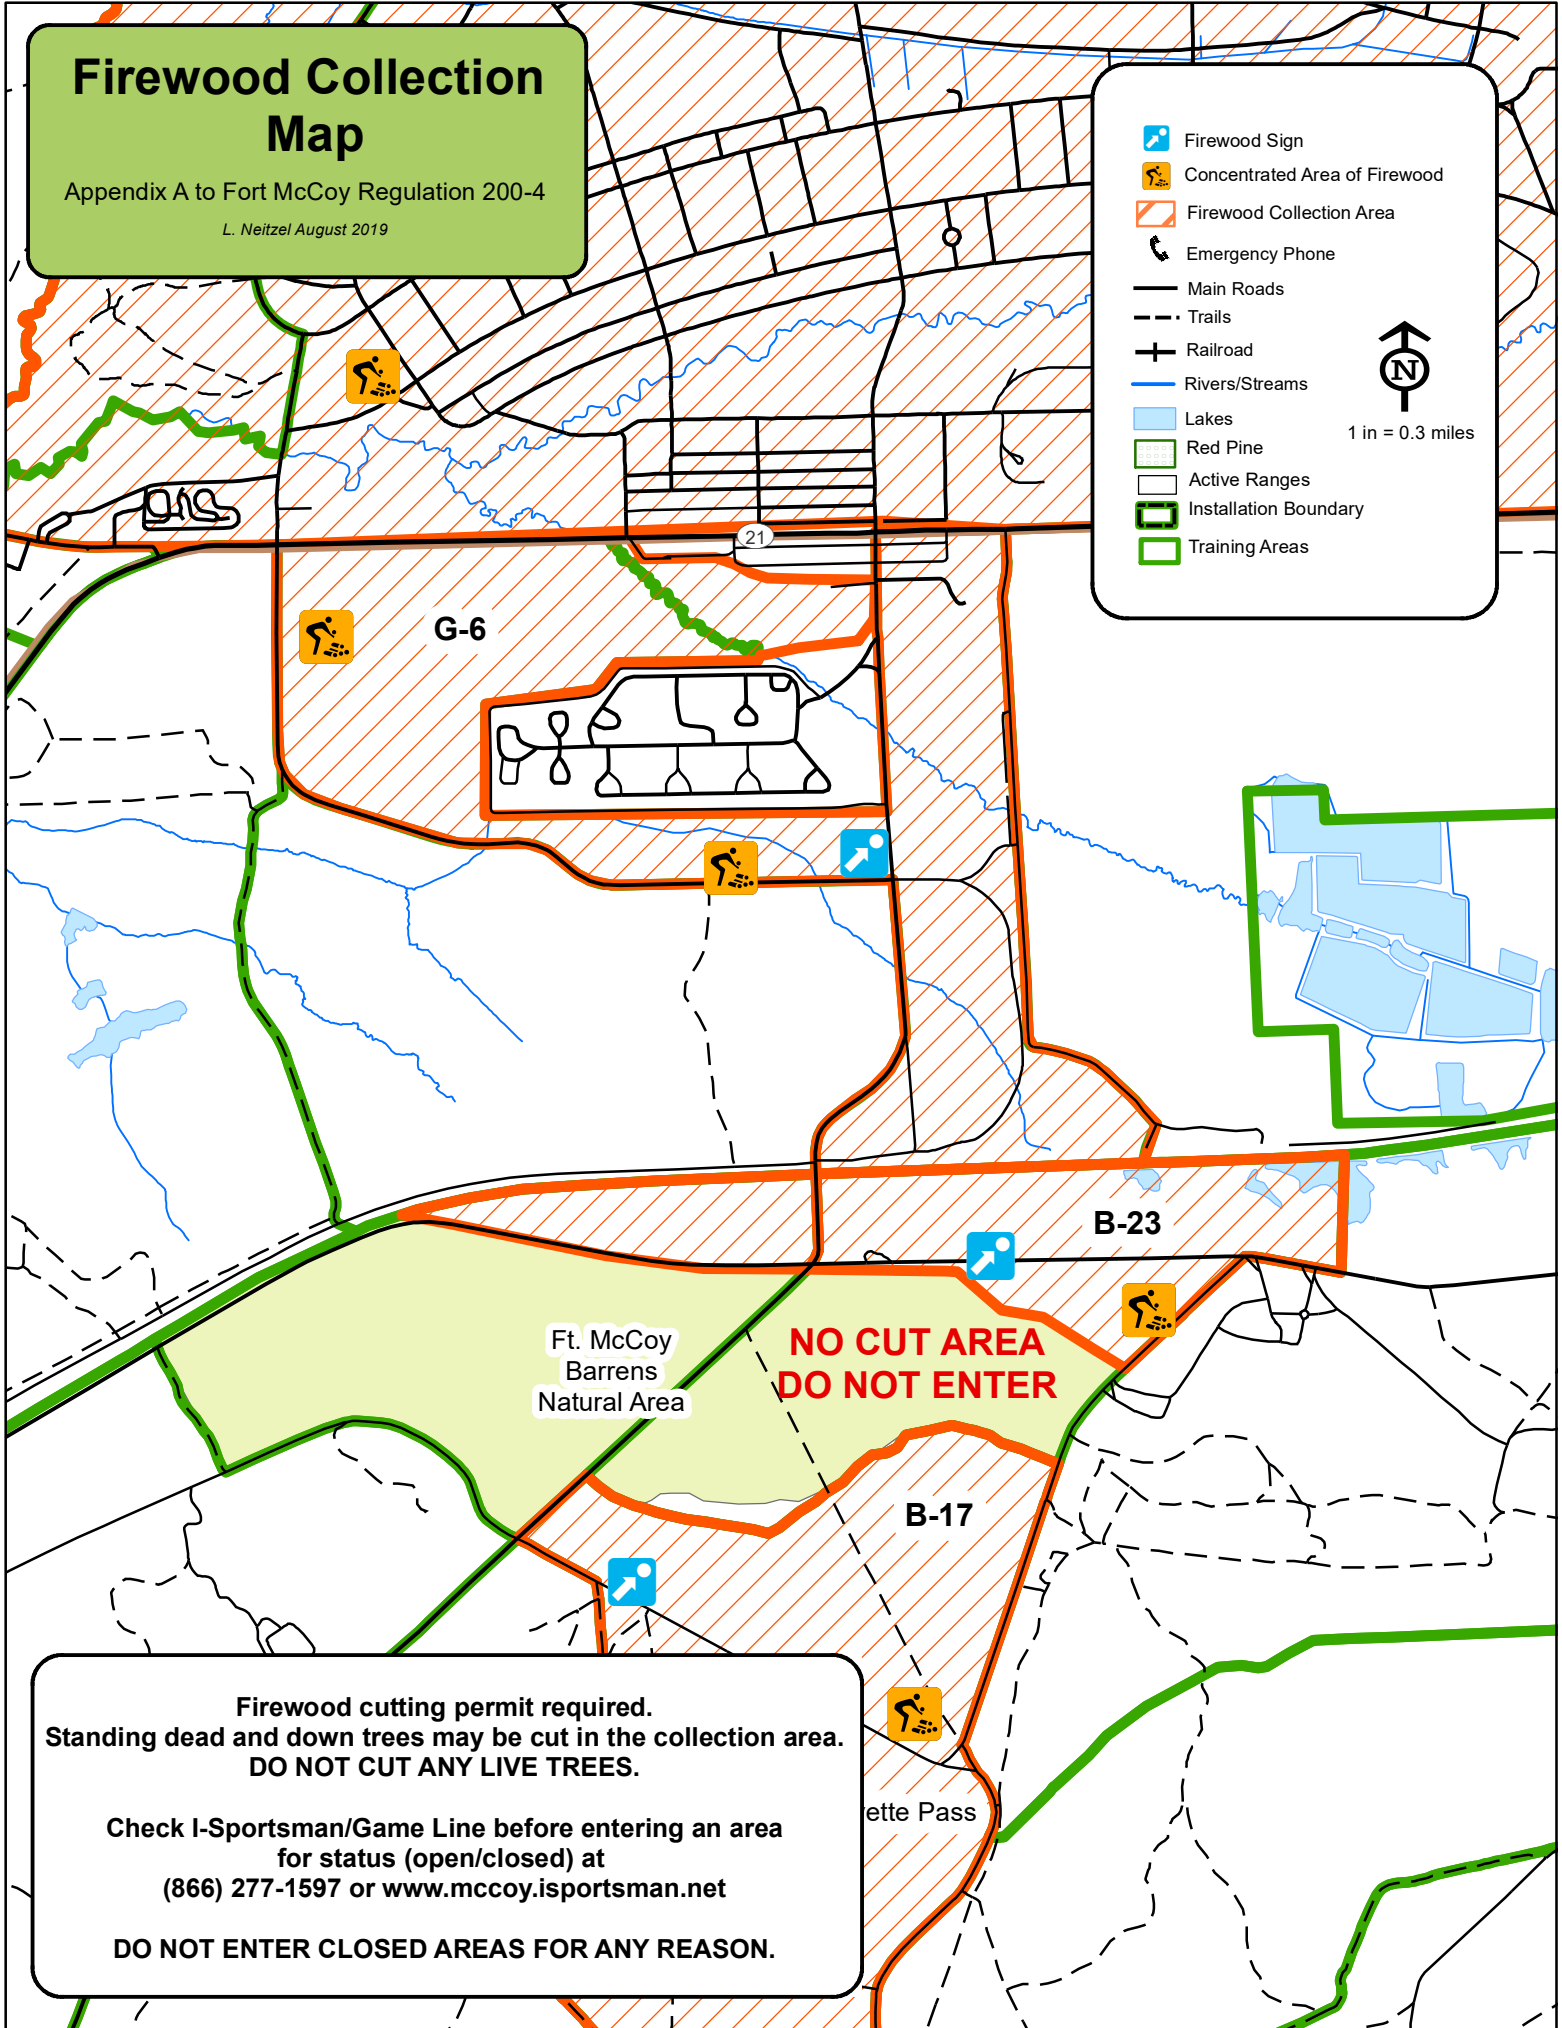 Firewood Collection
Map
Appendix A to Fort McCoy Regulation 200-4
L. Neitzel August 2019
Firewood Sign
Concentrated Area of Firewood
Firewood Collection Area
Emergency Phone
Main Roads
Trails
Railroad
Rivers/Streams
Lakes
Red Pine
Active Ranges
Installation Boundary
Training Areas
N
1 in = 0.3 miles
21
G-6
B-23
Ft. McCoy
Barrens
Natural Area
NO CUT AREA
DO NOT ENTER
B-17
ette Pass
Firewood cutting permit required.
Standing dead and down trees may be cut in the collection area.
DO NOT CUT ANY LIVE TREES.
Check I-Sportsman/Game Line before entering an area
for status (open/closed) at
(866) 277-1597 or www.mccoy.isportsman.net
DO NOT ENTER CLOSED AREAS FOR ANY REASON.